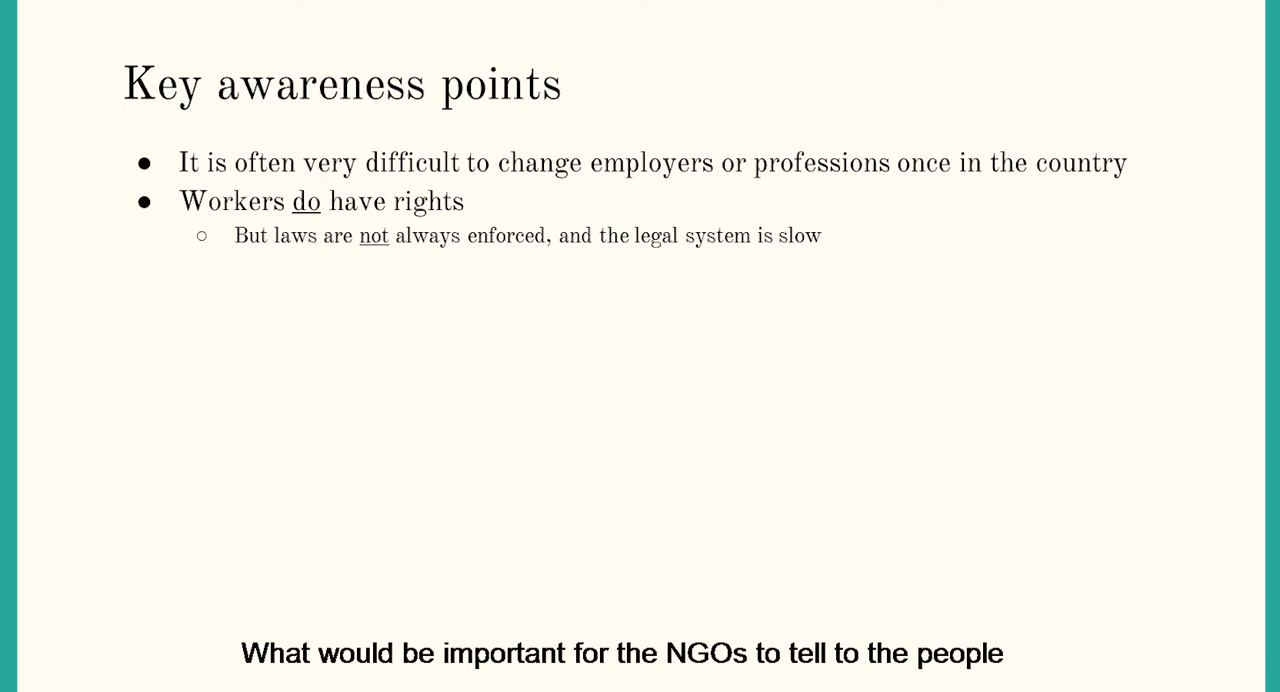 Key awareness points
● It is often very difficult to change employers or professions once in the country
● Workers do have rights
○ But laws are not always enforced, and the legal system is slow
What would be important for the NGOs to tell to the people